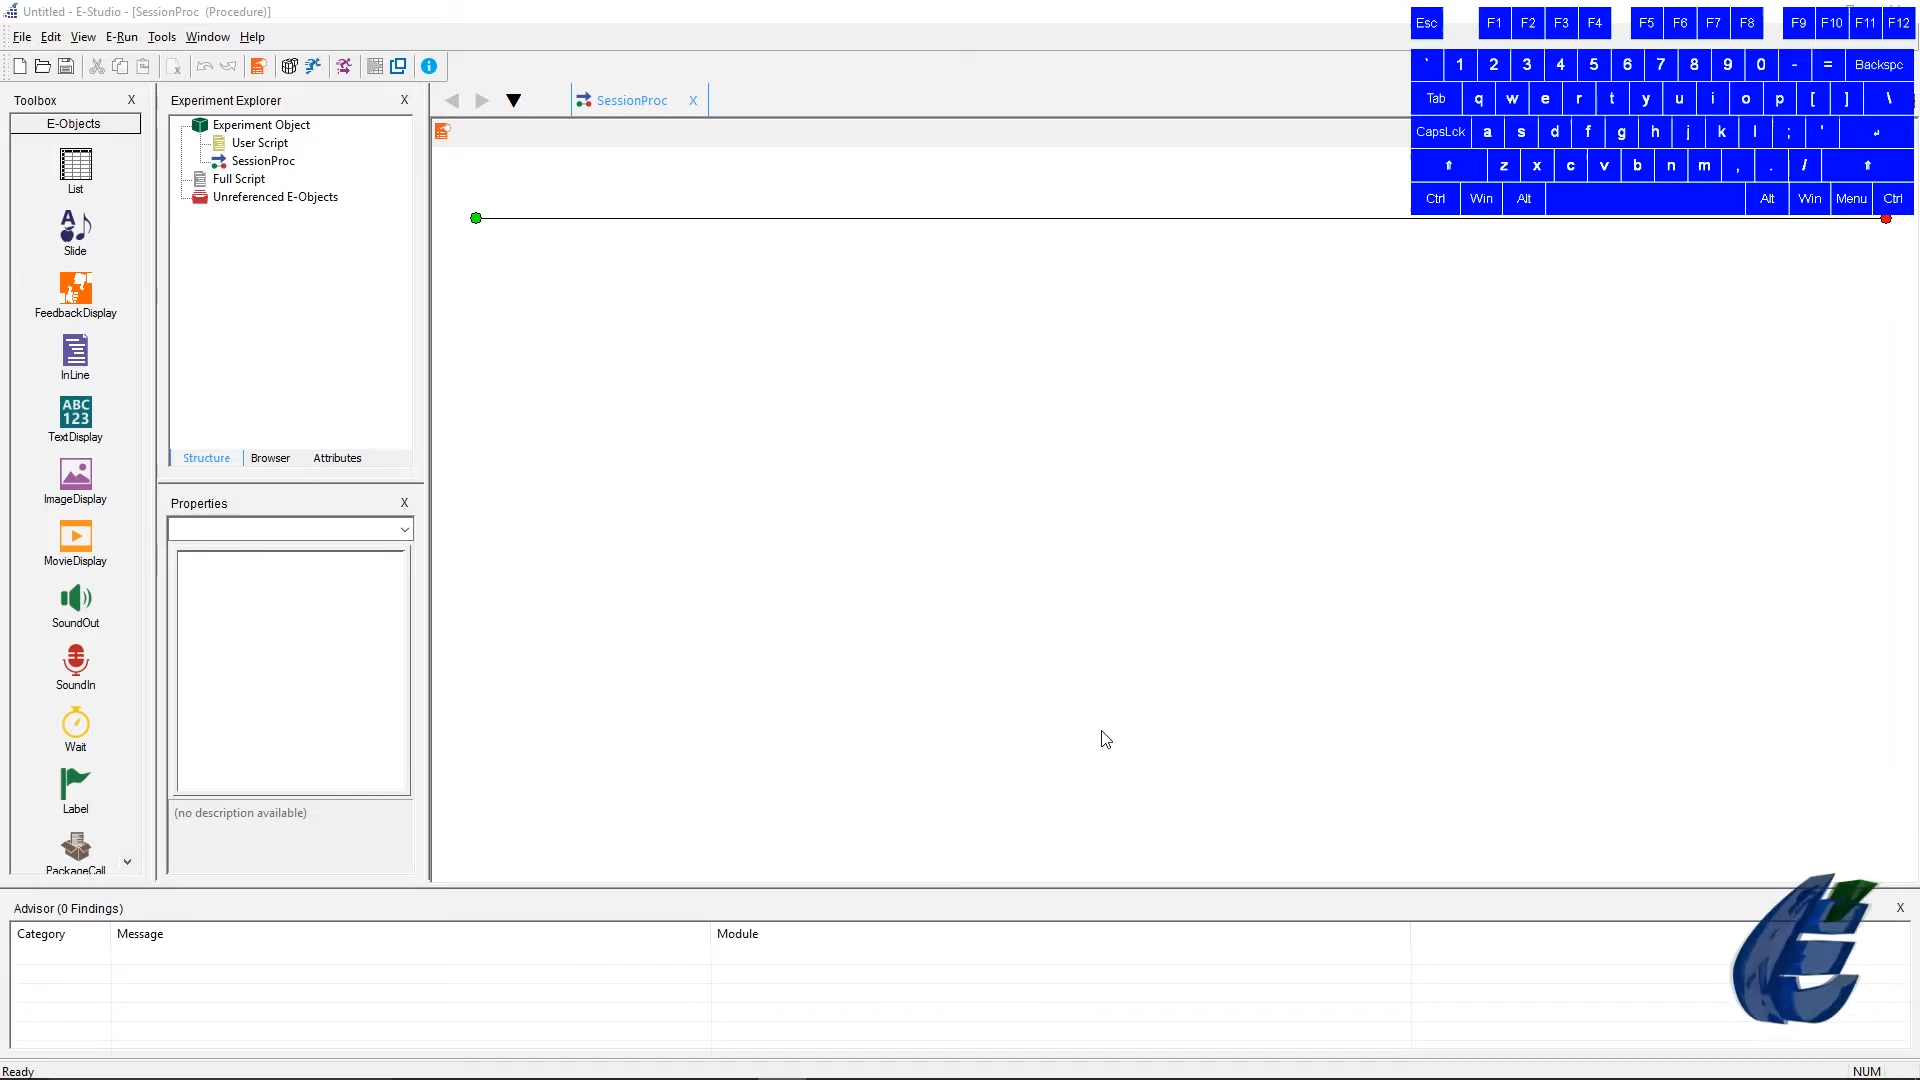 Untitled - E-Studio - [SessionProc (Procedure)]
File Edit View E-Run Tools Window Help
Esc F1 F2 F3 F4 F5 F6 F7 F8 F9 F10 F11 F12
` 1 2 3 4 5 6 7 8 9 0 - = Backspc
Tab q w e r t y u i o p [ ] \
CapsLck a s d f g h j k l ; '
z x c v b n m , . /
Ctrl Win Alt Alt Win Menu Ctrl
Toolbox X
E-Objects
List
A
Slide
FeedbackDisplay
InLine
ABC
123
TextDisplay
ImageDisplay
MovieDisplay
SoundOut
SoundIn
Wait
Label
PackageCall
Experiment Explorer X
Experiment Object
User Script
SessionProc
Full Script
Unreferenced E-Objects
Structure Browser Attributes
Properties X
(no description available)
SessionProc X
Advisor (0 Findings) X
Category Message Module
E
Ready NUM